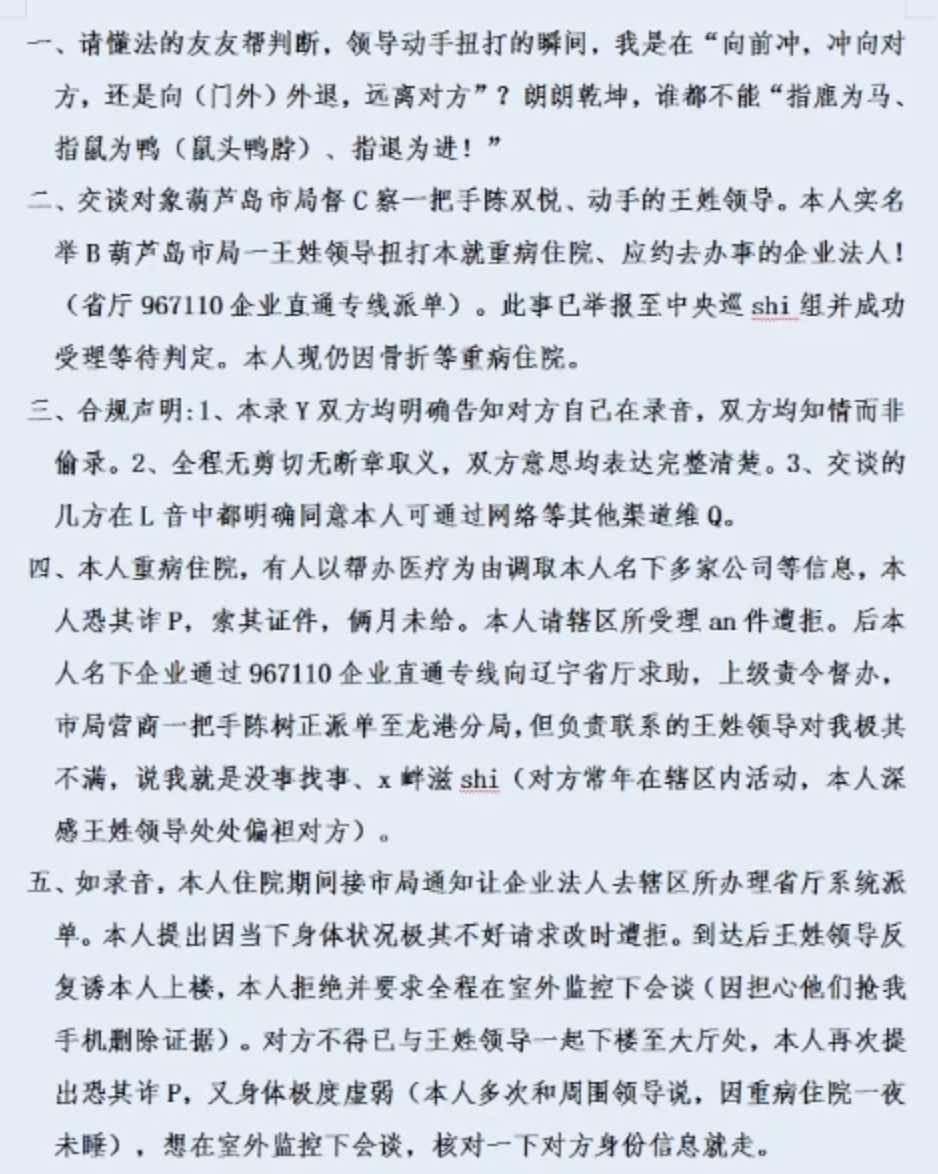 一、请懂法的友友帮判断，领导动手扭打的瞬间，我是在“向前冲，冲向对
方，还是向（门外）外退，远离对方”？朗朗乾坤，谁都不能“指鹿为马、
指鼠为鸭（鼠头鸭脖）、指退为进！”
二、交谈对象葫芦岛市局督C察一把手陈双悦、动手的王姓领导。本人实名
举B葫芦岛市局一王姓领导扭打本就重病住院、应约去办事的企业法人！
（省厅967110企业直通专线派单）。此事已举报至中央巡shi组并成功
受理等待判定。本人现仍因骨折等重病住院。
三、合规声明:1、本录Y双方均明确告知对方自己在录音，双方均知情而非
偷录。2、全程无剪切无断章取义，双方意思均表达完整清楚。3、交谈的
几方在L音中都明确同意本人可通过网络等其他渠道维Q。
四、本人重病住院，有人以帮办医疗为由调取本人名下多家公司等信息，本
人恐其诈P，索其证件，俩月未给。本人请辖区所受理an件遭拒。后本
人名下企业通过967110企业直通专线向辽宁省厅求助，上级责令督办，
市局营商一把手陈树正派单至龙港分局,但负责联系的王姓领导对我极其
不满，说我就是没事找事、x衅滋shi（对方常年在辖区内活动，本人深
感王姓领导处处偏袒对方）。
五、如录音，本人住院期间接市局通知让企业法人去辖区所办理省厅系统派
单。本人提出因当下身体状况极其不好请求改时遭拒。到达后王姓领导反
复诱本人上楼，本人拒绝并要求全程在室外监控下会谈（因担心他们抢我
手机删除证据）。对方不得已与王姓领导一起下楼至大厅处，本人再次提
出恐其诈P，又身体极度虚弱（本人多次和周围领导说，因重病住院一夜
未睡），想在室外监控下会谈，核对一下对方身份信息就走。